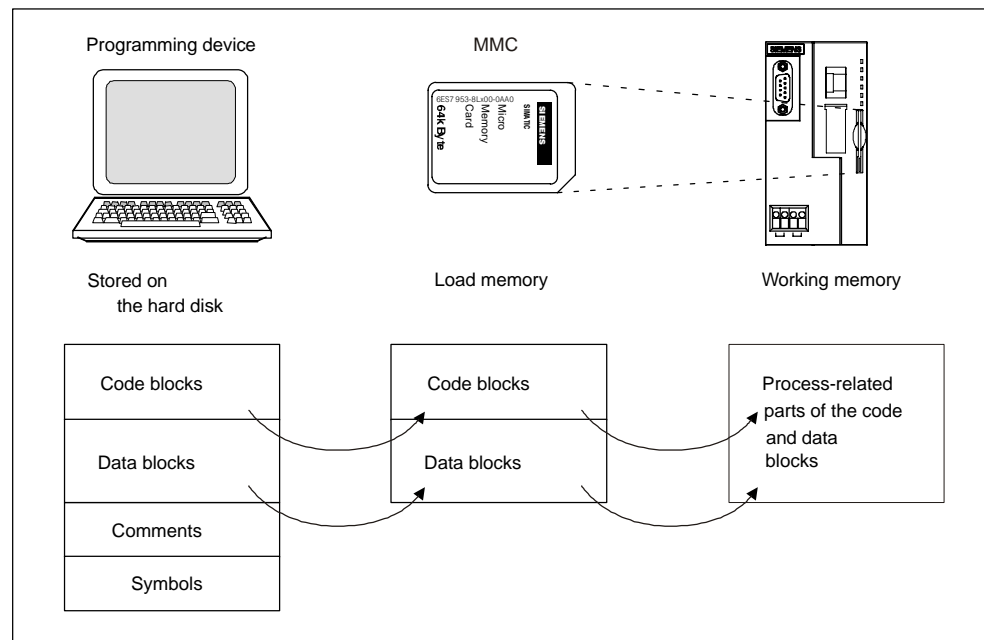 Programming device
MMC
SIEMENS
6ES7 953-8Lx00-0AA0
SIEMENS
SIMATIC
Micro
Memory
Card
64k Byte
Stored on
the hard disk
Load memory
Working memory
Code blocks
Data blocks
Comments
Symbols
Code blocks
Data blocks
Process-related
parts of the code
and data
blocks